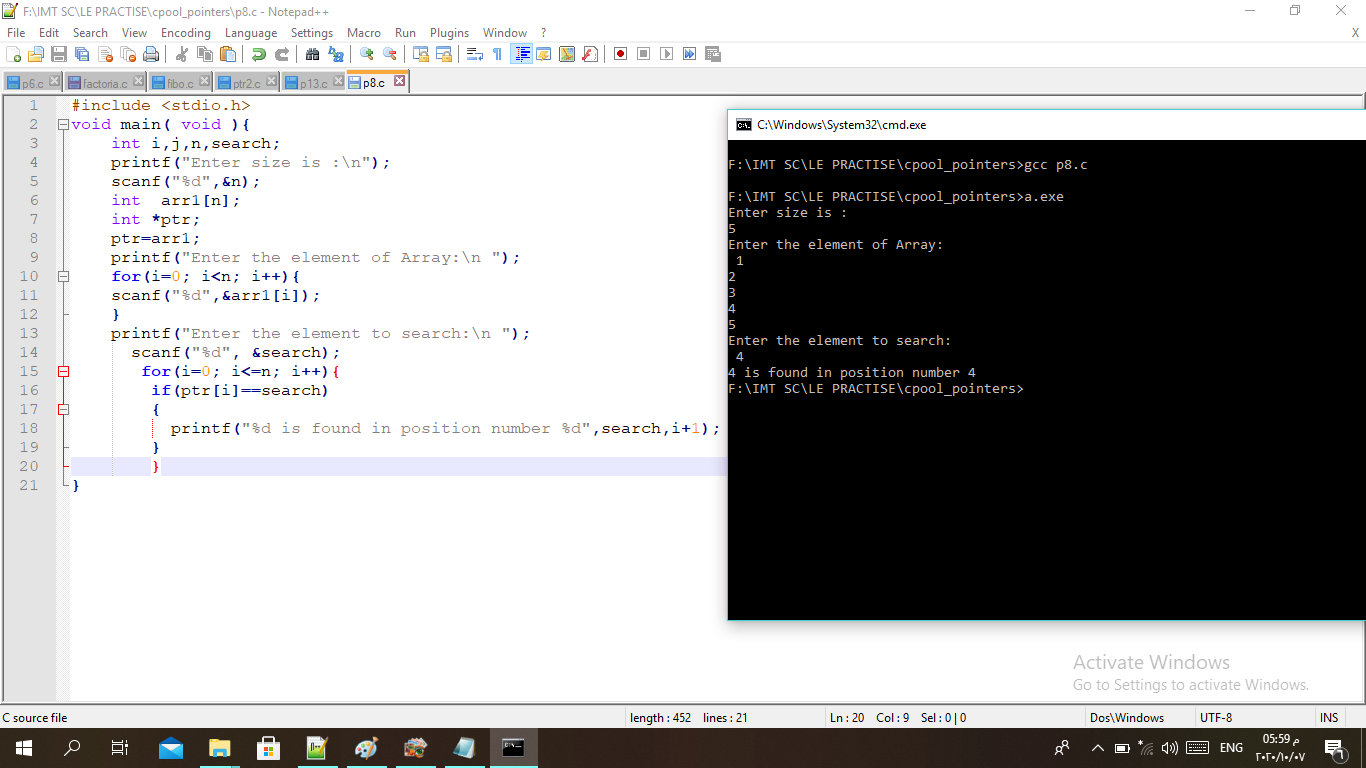 F:\IMT SC\LE PRACTISE\cpool_pointers\p8.c - Notepad++
File Edit Search View Encoding Language Settings Macro Run Plugins Window ? X
p6.c factoria.c fibo.c ptr2.c p13.c p8.c
1 #include <stdio.h>
2 void main( void ){
3 int i,j,n,search;
4 printf("Enter size is :\n");
5 scanf("%d",&n);
6 int  arr1[n];
7 int *ptr;
8 ptr=arr1;
9 printf("Enter the element of Array:\n ");
10 for(i=0; i<n; i++){
11 scanf("%d",&arr1[i]);
12 }
13 printf("Enter the element to search:\n ");
14 scanf("%d", &search);
15 for(i=0; i<=n; i++){
16 if(ptr[i]==search)
17 {
18 printf("%d is found in position number %d",search,i+1);
19 }
20 }
21 }
C:\Windows\System32\cmd.exe
F:\IMT SC\LE PRACTISE\cpool_pointers>gcc p8.c
F:\IMT SC\LE PRACTISE\cpool_pointers>a.exe
Enter size is :
5
Enter the element of Array:
1
2
3
4
5
Enter the element to search:
4
4 is found in position number 4
F:\IMT SC\LE PRACTISE\cpool_pointers>
Activate Windows
Go to Settings to activate Windows.
C source file length : 452 lines : 21 Ln : 20 Col : 9 Sel : 0 | 0 Dos\Windows UTF-8 INS
ENG
05:59 م
٢٠٢٠/١٠/٠٧